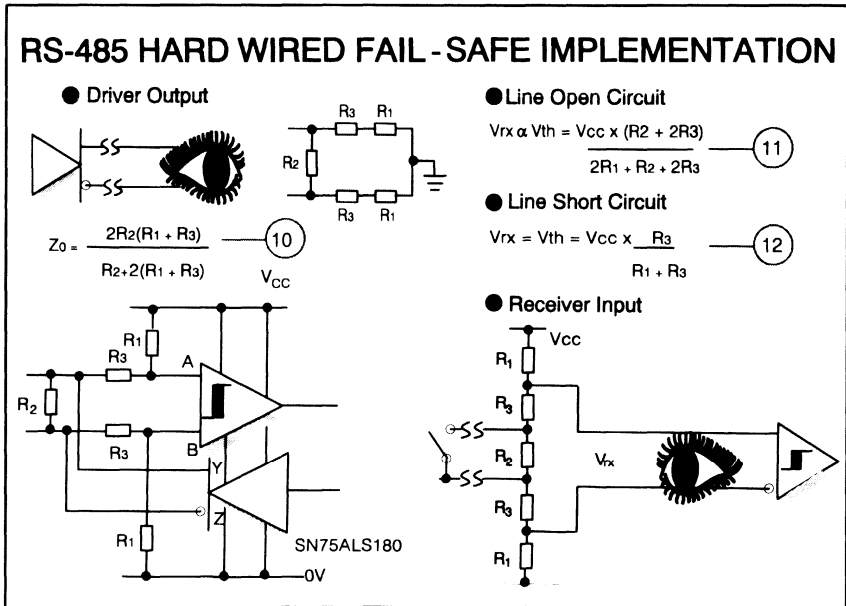 RS-485 HARD WIRED FAIL-SAFE IMPLEMENTATION
● Driver Output
R3 R1
R2
R3 R1
Z0 = 2R2(R1 + R3)
R2+2(R1 + R3)
10
● Line Open Circuit
Vrx α Vth = Vcc x (R2 + 2R3)
2R1 + R2 + 2R3
11
● Line Short Circuit
Vrx = Vth = Vcc x R3
R1 + R3
12
VCC
R1
R3
A
R2
R3
B
Y
Z
R1
SN75ALS180
0V
● Receiver Input
Vcc
R1
R3
R2
Vrx
R3
R1